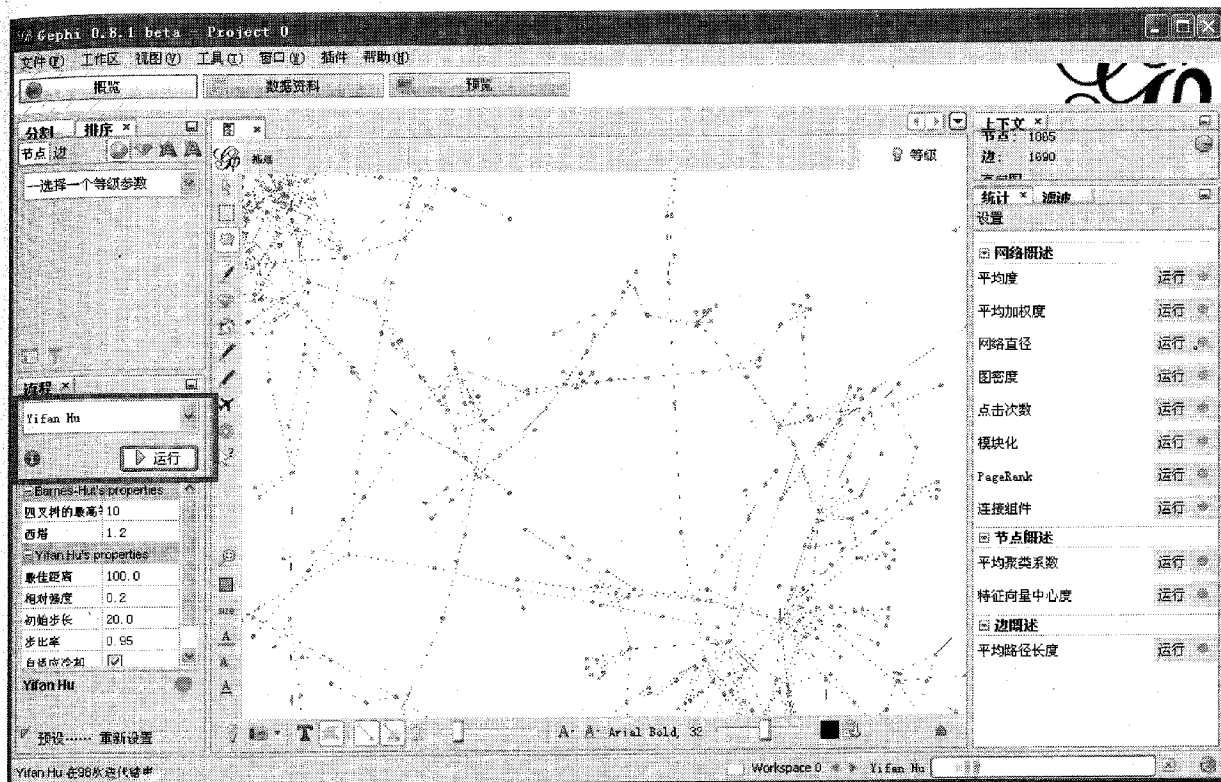 Gephi 0.8.1 beta - Project 0
文件(F) 工作区 视图(V) 工具(T) 窗口(W) 插件 帮助(H)
概览 数据资料 预览
分割 排序 ×
节点 边
--选择一个等级参数
流程 ×
Yifan Hu
运行
Barnes-Hut's properties
四叉树的最高 10
西塔 1.2
Yifan Hu's properties
最佳距离 100.0
相对强度 0.2
初始步长 20.0
步比率 0.95
自适应冷却
Yifan Hu
预设…… 重新设置
图 ×
拖选
等级
size
A- A- Arial Bold, 32
上下文 ×
节点: 1085
边: 1690
有向图
统计 × 滤波
设置
网络概述
平均度 运行
平均加权度 运行
网络直径 运行
图密度 运行
点击次数 运行
模块化 运行
PageRank 运行
连接组件 运行
节点概述
平均聚类系数 运行
特征向量中心度 运行
边概述
平均路径长度 运行
Yifan Hu
Workspace 0 Yifan Hu